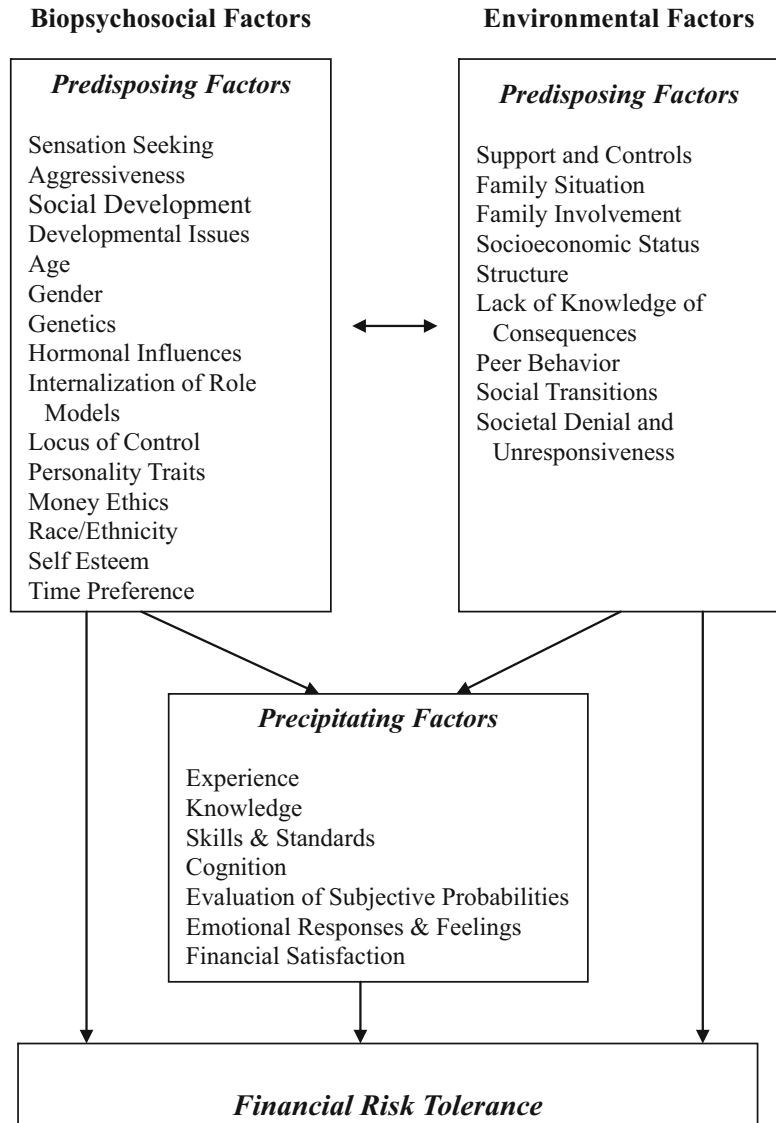 Biopsychosocial Factors
Environmental Factors
Predisposing Factors
Sensation Seeking
Aggressiveness
Social Development
Developmental Issues
Age
Gender
Genetics
Hormonal Influences
Internalization of Role
Models
Locus of Control
Personality Traits
Money Ethics
Race/Ethnicity
Self Esteem
Time Preference
Predisposing Factors
Support and Controls
Family Situation
Family Involvement
Socioeconomic Status
Structure
Lack of Knowledge of
Consequences
Peer Behavior
Social Transitions
Societal Denial and
Unresponsiveness
Precipitating Factors
Experience
Knowledge
Skills & Standards
Cognition
Evaluation of Subjective Probabilities
Emotional Responses & Feelings
Financial Satisfaction
Financial Risk Tolerance